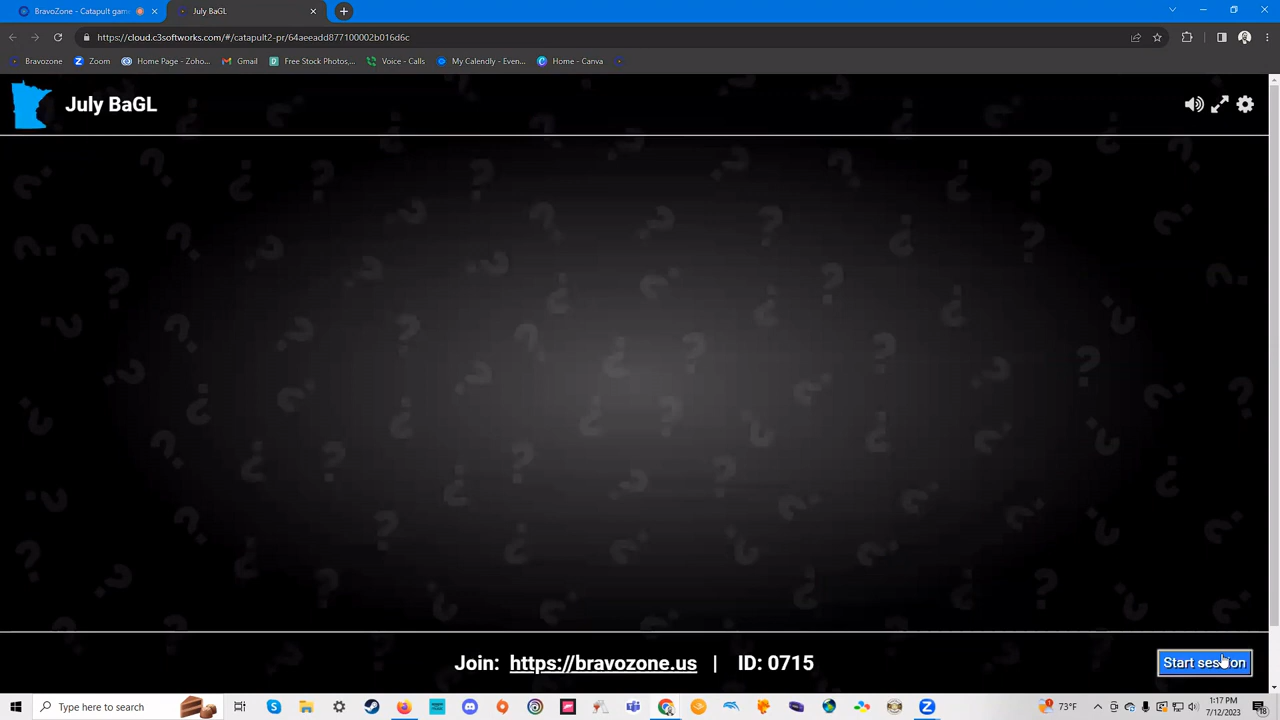 BravoZone - Catapult gam
July BaGL
https://cloud.c3softworks.com/#/catapult2-pr/64aeeadd877100002b016d6c
Bravozone
Zoom
Home Page - Zoho...
Gmail
Free Stock Photos,...
Voice - Calls
My Calendly - Even...
Home - Canva
July BaGL
Join: https://bravozone.us | ID: 0715
Start session
Type here to search
73°F
1:17 PM
7/12/2023
18